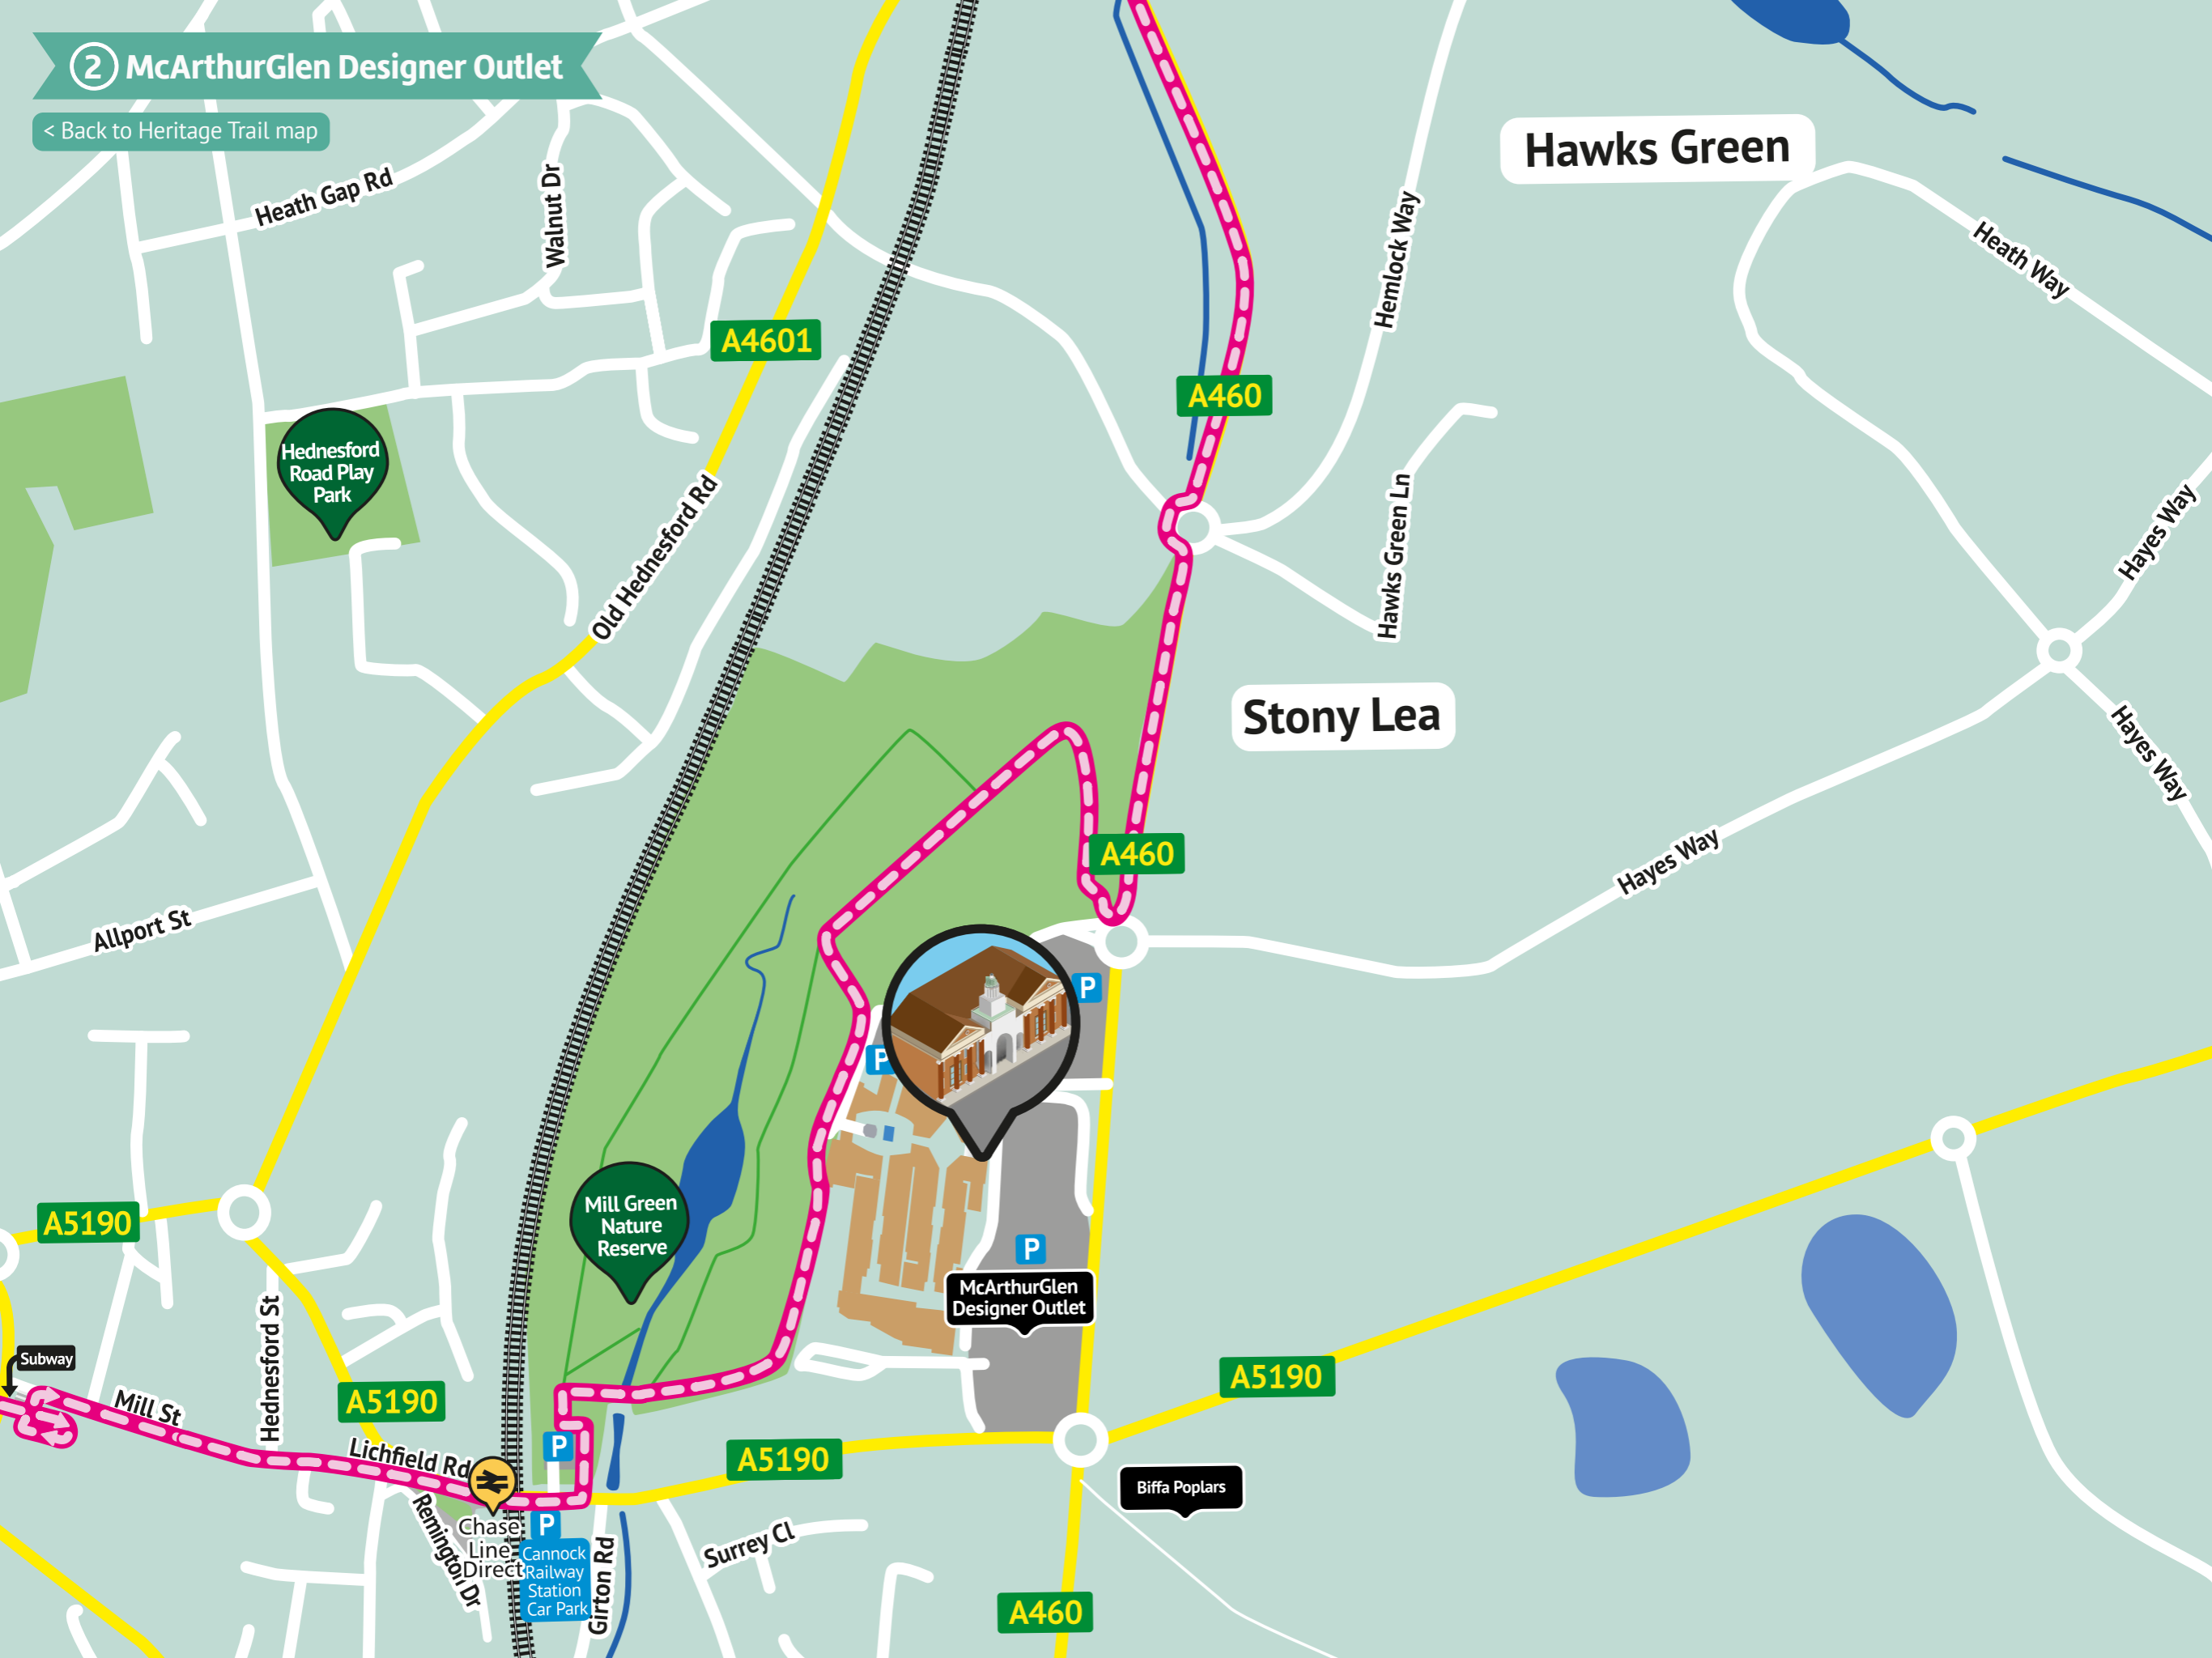 2 McArthurGlen Designer Outlet
< Back to Heritage Trail map
Hawks Green
Heath Gap Rd
Walnut Dr
Hemlock Way
Heath Way
A4601
A460
Hednesford
Road Play
Park
Old Hednesford Rd
Hawks Green Ln
Hayes Way
Stony Lea
Hayes Way
A460
Hayes Way
Allport St
P
P
Mill Green
Nature
Reserve
A5190
P
McArthurGlen
Designer Outlet
Hednesford St
Subway
A5190
A5190
Mill St
Lichfield Rd
P
A5190
Biffa Poplars
Remington Dr
Chase
Line
Direct
P
Cannock
Railway
Station
Car Park
Girton Rd
Surrey Cl
A460